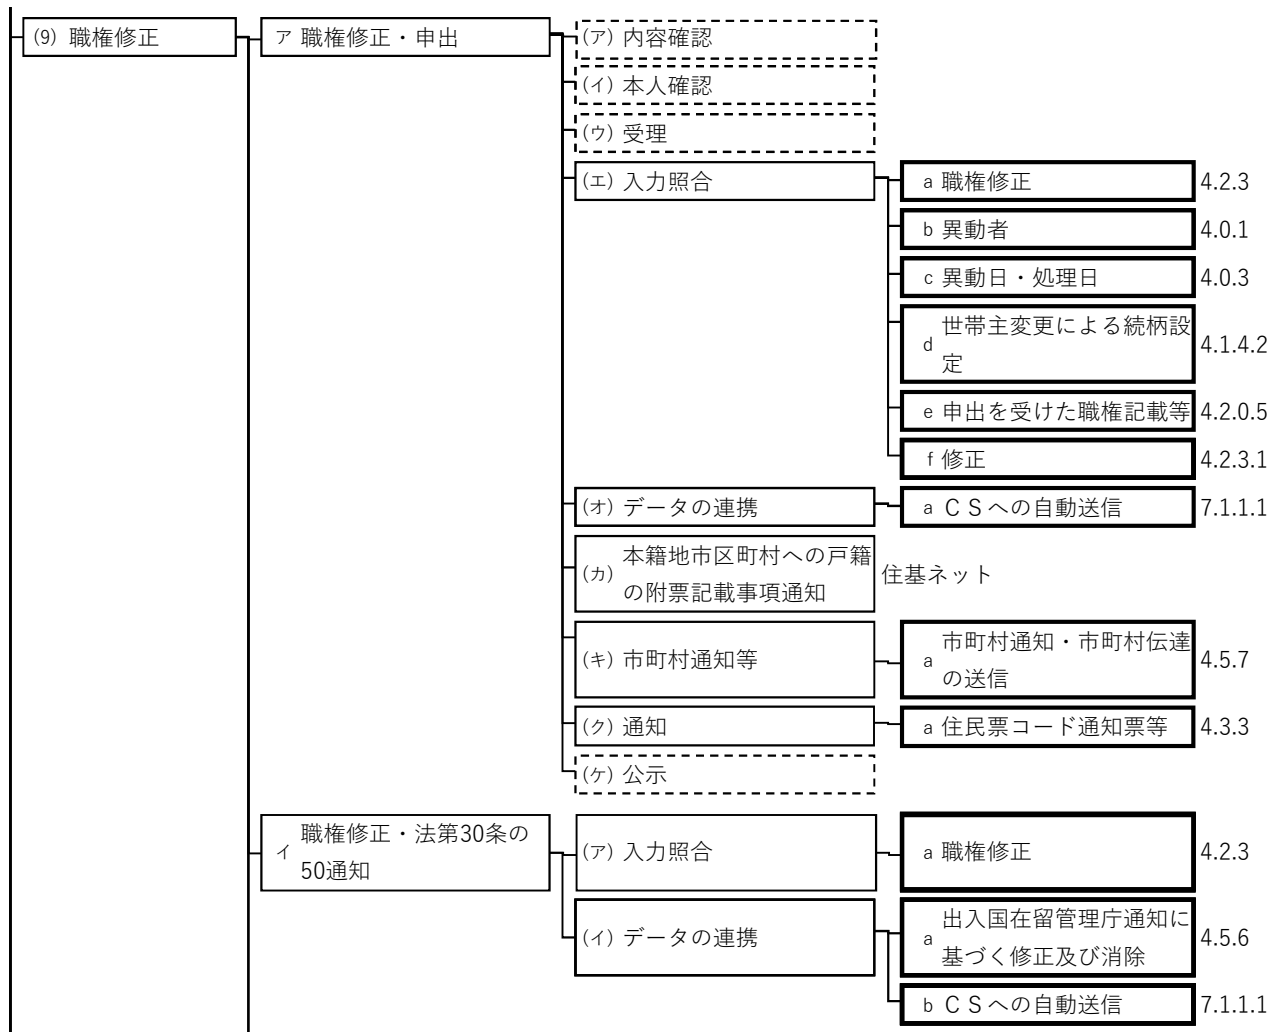 (9) 職権修正
ア 職権修正・申出
(ア) 内容確認
(イ) 本人確認
(ウ) 受理
(エ) 入力照合
a 職権修正 4.2.3
b 異動者 4.0.1
c 異動日・処理日 4.0.3
d 世帯主変更による続柄設
定 4.1.4.2
e 申出を受けた職権記載等 4.2.0.5
f 修正 4.2.3.1
(オ) データの連携
a ＣＳへの自動送信 7.1.1.1
(カ) 本籍地市区町村への戸籍
の附票記載事項通知
住基ネット
(キ) 市町村通知等
a 市町村通知・市町村伝達
の送信 4.5.7
(ク) 通知
a 住民票コード通知票等 4.3.3
(ケ) 公示
イ 職権修正・法第30条の
50通知
(ア) 入力照合
a 職権修正 4.2.3
(イ) データの連携
a 出入国在留管理庁通知に
基づく修正及び消除 4.5.6
b ＣＳへの自動送信 7.1.1.1